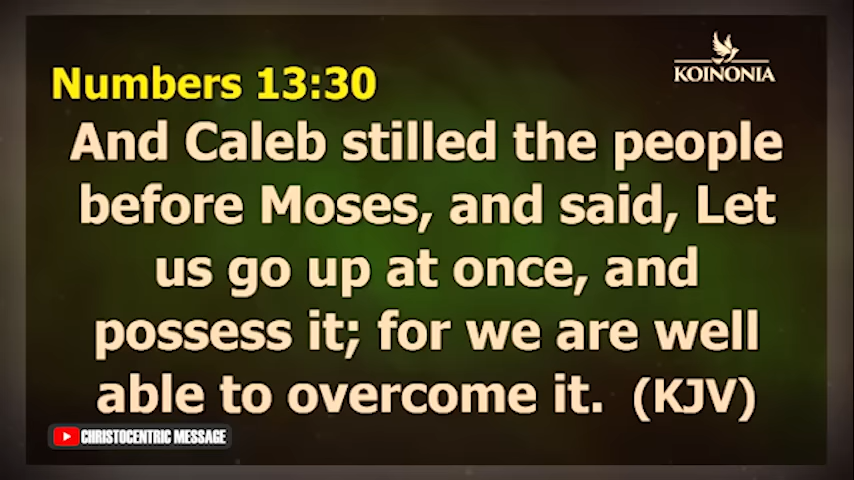 KOINONIA
Numbers 13:30
And Caleb stilled the people
before Moses, and said, Let
us go up at once, and
possess it; for we are well
able to overcome it. (KJV)
CHRISTOCENTRIC MESSAGE